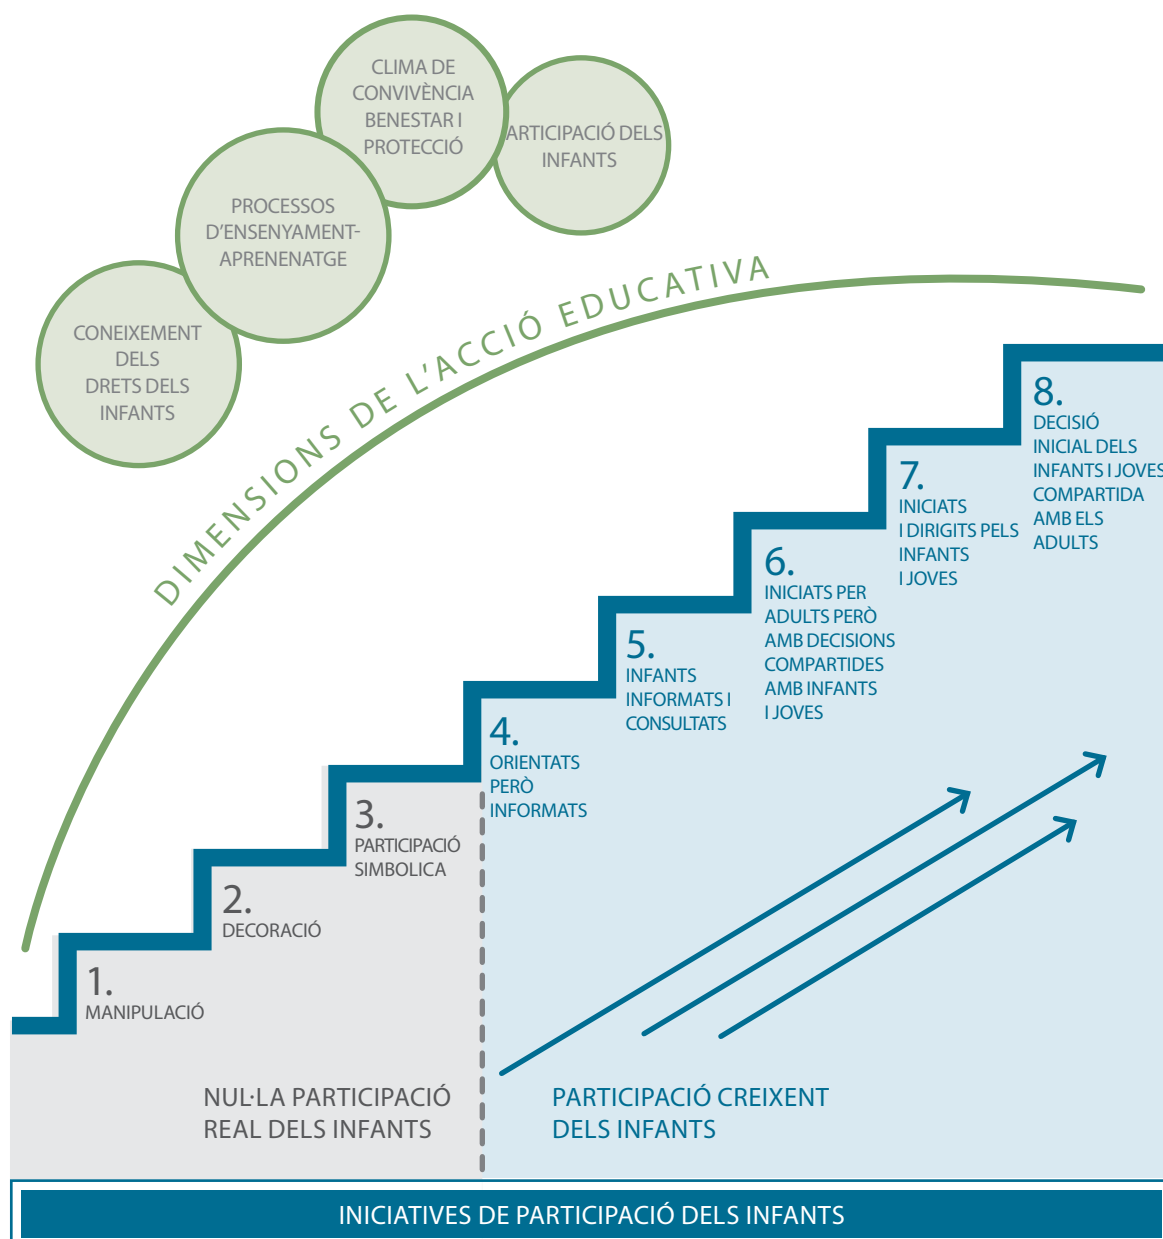 CLIMA DE
CONVIVÈNCIA
BENESTAR I
PROTECCIÓ
ARTICIPACIÓ DELS
INFANTS
PROCESSOS
D'ENSENYAMENT-
APRENENATGE
CONEIXEMENT
DELS
DRETS DELS
INFANTS
DIMENSIONS DE L'ACCIÓ EDUCATIVA
8.
DECISIÓ
INICIAL DELS
INFANTS I JOVES
COMPARTIDA
AMB ELS
ADULTS
7.
INICIATS
I DIRIGITS PELS
INFANTS
I JOVES
6.
INICIATS PER
ADULTS PERÒ
AMB DECISIONS
COMPARTIDES
AMB INFANTS
I JOVES
5.
INFANTS
INFORMATS I
CONSULTATS
4.
ORIENTATS
PERÒ
INFORMATS
3.
PARTICIPACIÓ
SIMBOLICA
2.
DECORACIÓ
1.
MANIPULACIÓ
NUL·LA PARTICIPACIÓ
REAL DELS INFANTS
PARTICIPACIÓ CREIXENT
DELS INFANTS
INICIATIVES DE PARTICIPACIÓ DELS INFANTS